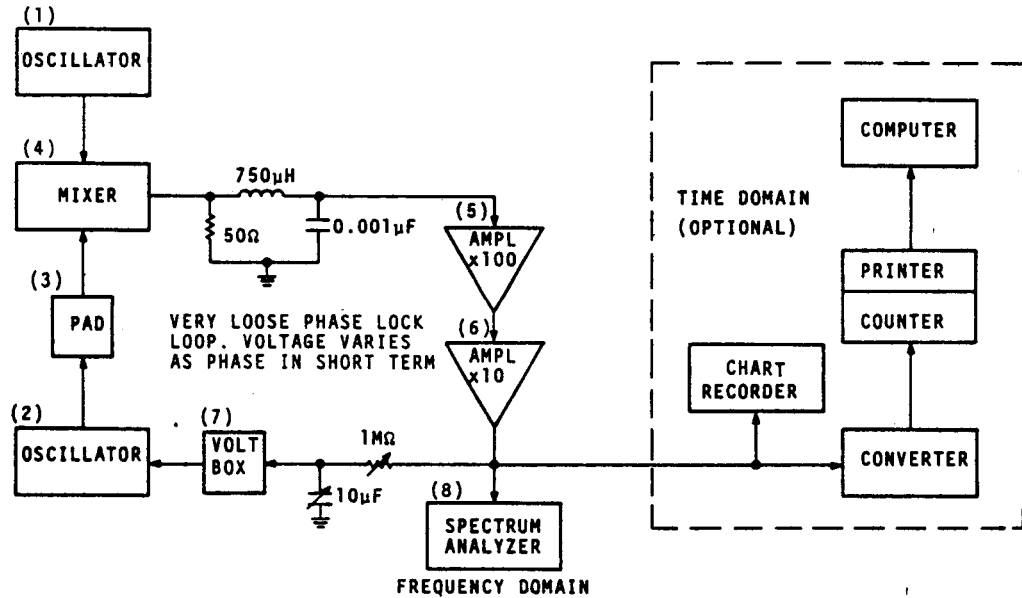 (1)
OSCILLATOR
(4)
MIXER
750μH
50Ω
0.001μF
(3)
PAD
VERY LOOSE PHASE LOCK
LOOP. VOLTAGE VARIES
AS PHASE IN SHORT TERM
(5)
AMPL
x100
(6)
AMPL
x10
(2)
OSCILLATOR
(7)
VOLT
BOX
1MΩ
10μF
(8)
SPECTRUM
ANALYZER
FREQUENCY DOMAIN
TIME DOMAIN
(OPTIONAL)
COMPUTER
PRINTER
COUNTER
CHART
RECORDER
CONVERTER